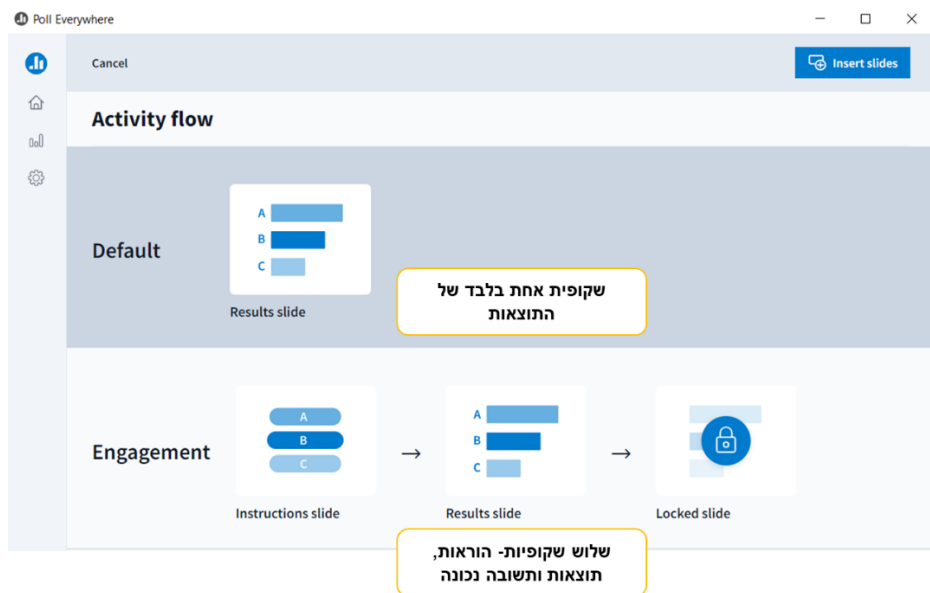 Poll Everywhere
Cancel
Insert slides
Activity flow
Default
A
B
C
Results slide
שקופית אחת בלבד של
התוצאות
Engagement
A
B
C
Instructions slide
→
A
B
C
Results slide
→
Locked slide
שלוש שקופיות- הוראות,
תוצאות ותשובה נכונה